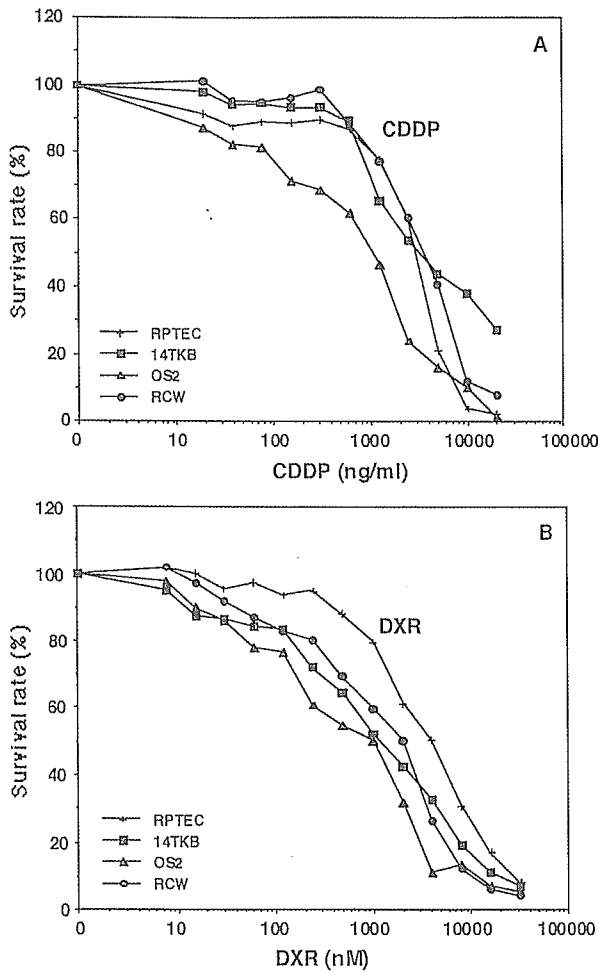 120
A
100
CDDP
80
60
40
20
0
Survival rate (%)
RPTEC
14TKB
OS2
RCW
0 10 100 1000 10000 100000
CDDP (ng/ml)
120
B
100
DXR
80
60
40
20
0
Survival rate (%)
RPTEC
14TKB
OS2
RCW
0 10 100 1000 10000 100000
DXR (nM)